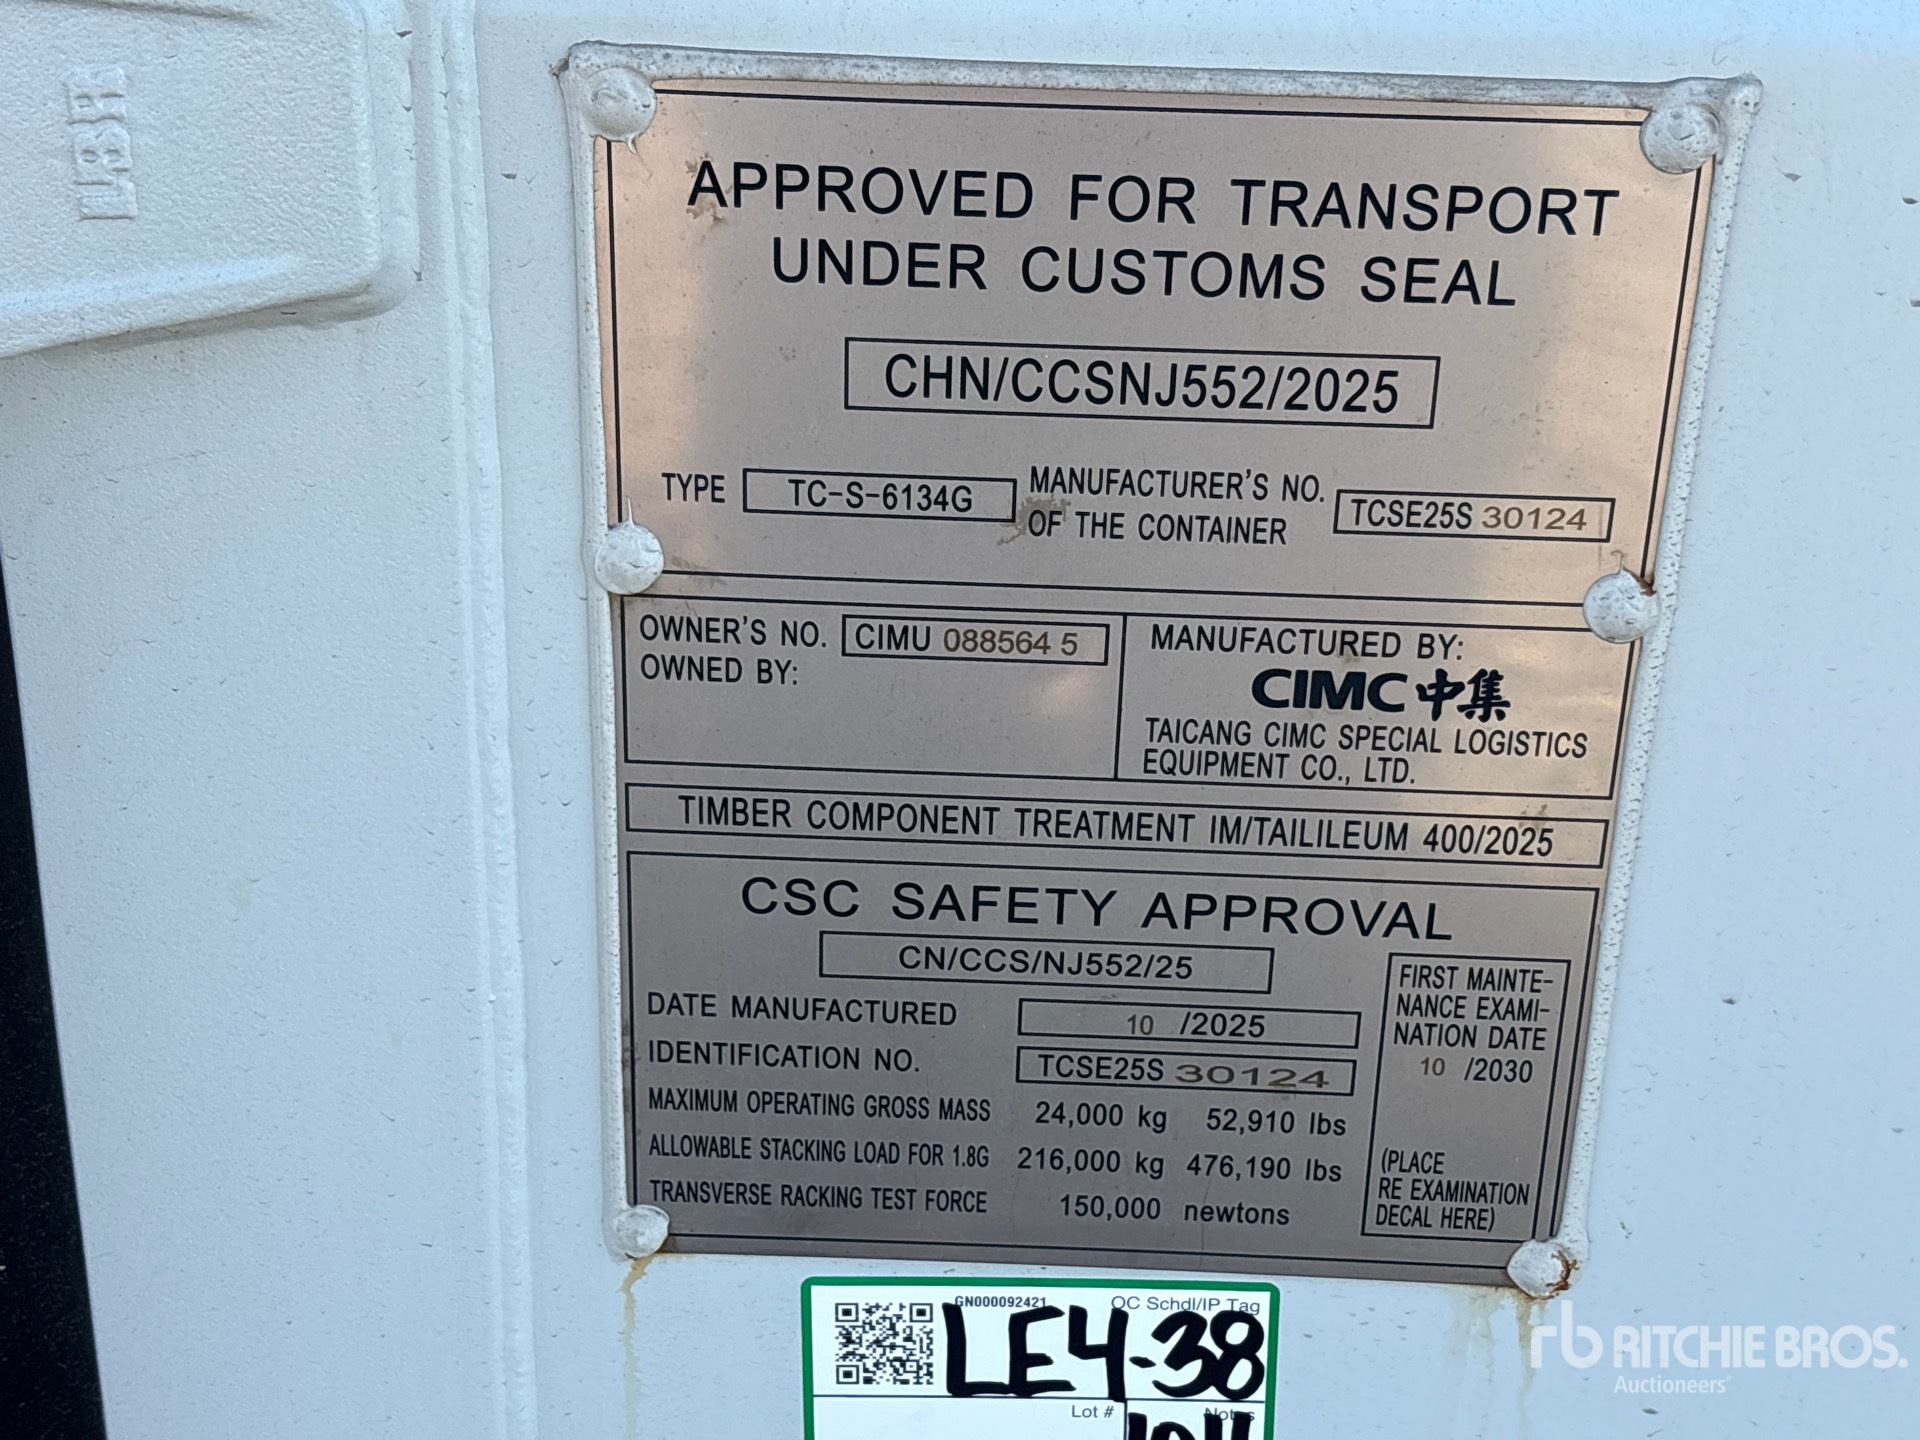 LBR
APPROVED FOR TRANSPORT
UNDER CUSTOMS SEAL
CHN/CCSNJ552/2025
TYPE TC-S-6134G MANUFACTURER'S NO. OF THE CONTAINER TCSE25S 30124
OWNER'S NO. CIMU 088564 5
OWNED BY:
MANUFACTURED BY:
CIMC 中集
TAICANG CIMC SPECIAL LOGISTICS
EQUIPMENT CO., LTD.
TIMBER COMPONENT TREATMENT IM/TAILILEUM 400/2025
CSC SAFETY APPROVAL
CN/CCS/NJ552/25
DATE MANUFACTURED 10 /2025
IDENTIFICATION NO. TCSE25S 30124
MAXIMUM OPERATING GROSS MASS 24,000 kg 52,910 lbs
ALLOWABLE STACKING LOAD FOR 1.8G 216,000 kg 476,190 lbs
TRANSVERSE RACKING TEST FORCE 150,000 newtons
FIRST MAINTE-
NANCE EXAMI-
NATION DATE
10 /2030
(PLACE
RE EXAMINATION
DECAL HERE)
GN000092421 OC Schdl/IP Tag
LE4-38
Lot # Notes
rb RITCHIE BROS.
Auctioneers